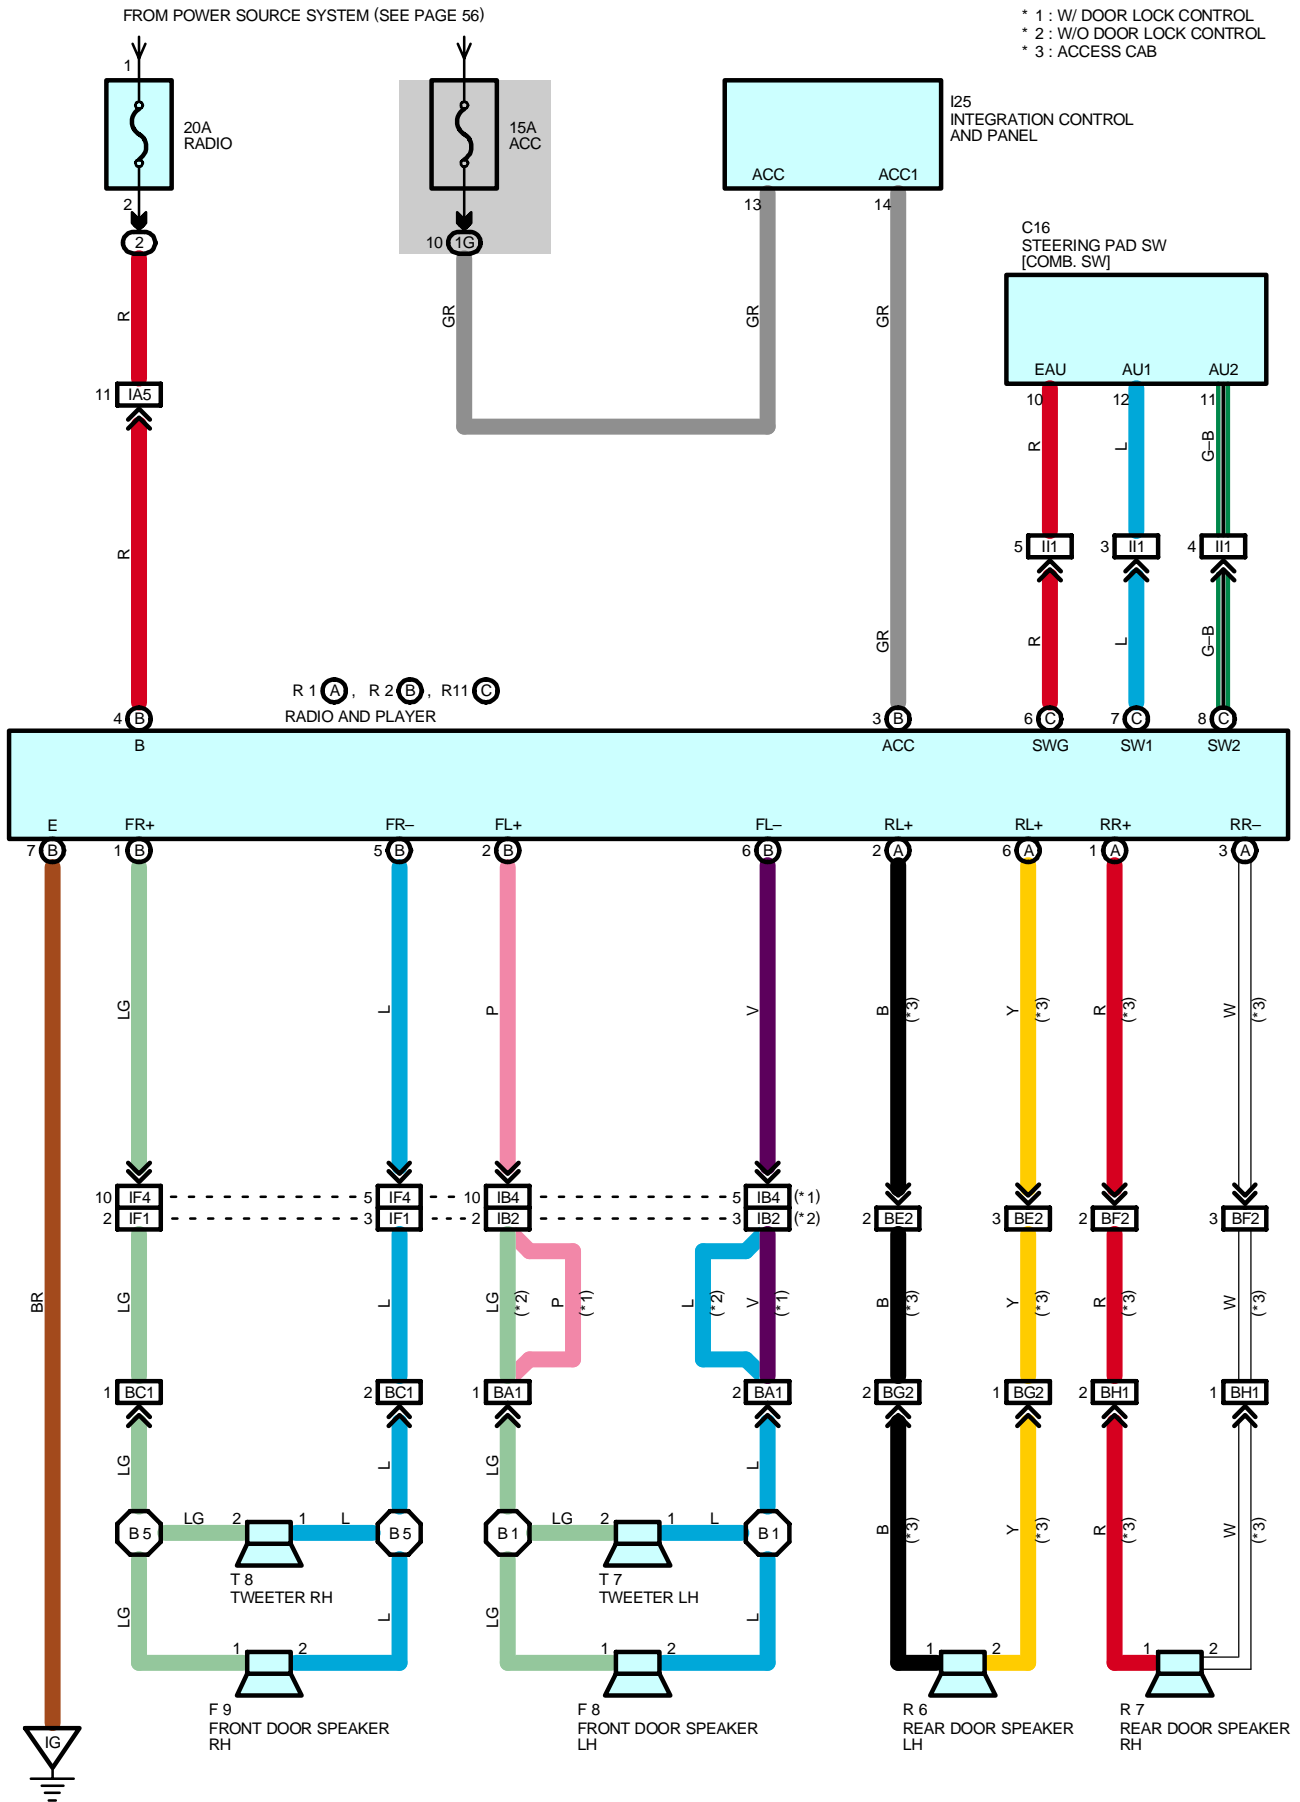 FROM POWER SOURCE SYSTEM (SEE PAGE 56)
* 1 : W/ DOOR LOCK CONTROL
* 2 : W/O DOOR LOCK CONTROL
* 3 : ACCESS CAB
1
20A
RADIO
15A
ACC
I25
INTEGRATION CONTROL
AND PANEL
ACC ACC1
2 13 14
2 10 1G
C16
STEERING PAD SW
[COMB. SW]
R GR GR GR
EAU AU1 AU2
11 IA5 10 12 11
R L G–B
R 5 II1 3 II1 4 II1
GR R L G–B
R 1 A , R 2 B , R11 C
RADIO AND PLAYER
4 B 3 B 6 C 7 C 8 C
B ACC SWG SW1 SW2
E FR+ FR– FL+ FL– RL+ RL+ RR+ RR–
7 B 1 B 5 B 2 B 6 B 2 A 6 A 1 A 3 A
LG L P V B (*3) Y (*3) R (*3) W (*3)
10 IF4 5 IF4 10 IB4 5 IB4 (*1)
2 IF1 3 IF1 2 IB2 3 IB2 (*2) 2 BE2 3 BE2 2 BF2 3 BF2
BR LG L LG (*2) P (*1) L (*2) V (*1) B (*3) Y (*3) R (*3) W (*3)
1 BC1 2 BC1 1 BA1 2 BA1 2 BG2 1 BG2 2 BH1 1 BH1
LG L LG L
B 5 LG 2 1 L B 5 B 1 LG 2 1 L B 1 B (*3) Y (*3) R (*3) W (*3)
T 8
TWEETER RH
T 7
TWEETER LH
LG L LG L
1 2 1 2 1 2 1 2
F 9
FRONT DOOR SPEAKER
RH
F 8
FRONT DOOR SPEAKER
LH
R 6
REAR DOOR SPEAKER
LH
R 7
REAR DOOR SPEAKER
RH
IG